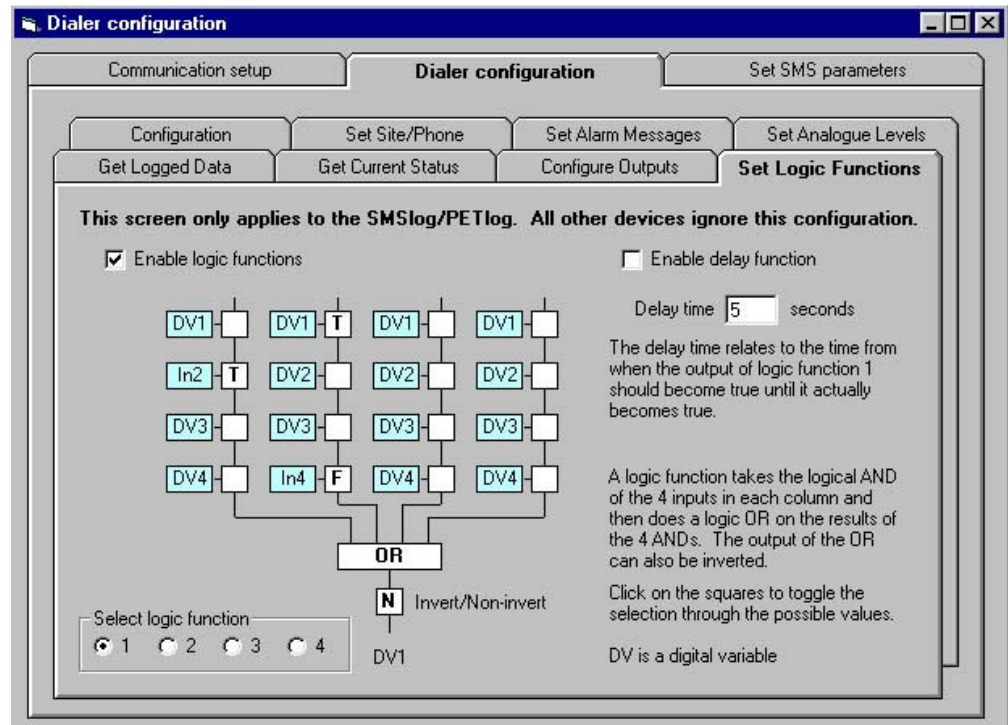 Dialer configuration
Communication setup Dialer configuration Set SMS parameters
Configuration Set Site/Phone Set Alarm Messages Set Analogue Levels
Get Logged Data Get Current Status Configure Outputs Set Logic Functions
This screen only applies to the SMSlog/PETlog. All other devices ignore this configuration.
Enable logic functions
Enable delay function
Delay time 5 seconds
The delay time relates to the time from
when the output of logic function 1
should become true until it actually
becomes true.
DV1 DV1 T DV1 DV1
In2 T DV2 DV2 DV2
DV3 DV3 DV3 DV3
DV4 In4 F DV4 DV4
OR
N Invert/Non-invert
DV1
A logic function takes the logical AND
of the 4 inputs in each column and
then does a logic OR on the results of
the 4 ANDs. The output of the OR
can also be inverted.
Click on the squares to toggle the
selection through the possible values.
DV is a digital variable
Select logic function
1 2 3 4